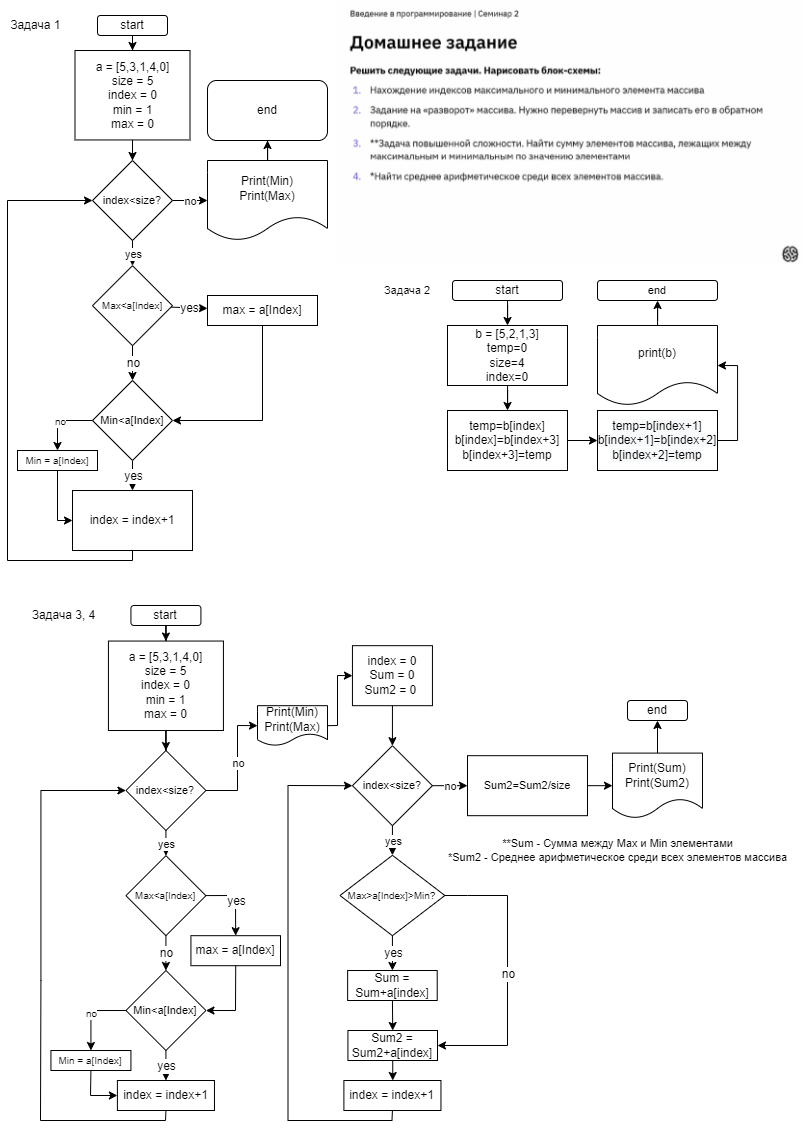 Задача 1
start
a = [5,3,1,4,0]
size = 5
index = 0
min = 1
max = 0
end
index<size?
no
Print(Min)
Print(Max)
yes
Max<a[Index]
yes
max = a[Index]
no
Min<a[Index]
no
Min = a[Index]
yes
index = index+1
Введение в программирование | Семинар 2
Домашнее задание
Решить следующие задачи. Нарисовать блок-схемы:
1. Нахождение индексов максимального и минимального элемента массива
2. Задание на «разворот» массива. Нужно перевернуть массив и записать его в обратном
порядке.
3. **Задача повышенной сложности. Найти сумму элементов массива, лежащих между
максимальным и минимальным по значению элементами
4. *Найти среднее арифметическое среди всех элементов массива.
Задача 2
start
b = [5,2,1,3]
temp=0
size=4
index=0
temp=b[index]
b[index]=b[index+3]
b[index+3]=temp
temp=b[index+1]
b[index+1]=b[index+2]
b[index+2]=temp
print(b)
end
Задача 3, 4
start
a = [5,3,1,4,0]
size = 5
index = 0
min = 1
max = 0
index<size?
no
Print(Min)
Print(Max)
yes
Max<a[Index]
yes
max = a[Index]
no
Min<a[Index]
no
Min = a[Index]
yes
index = index+1
index = 0
Sum = 0
Sum2 = 0
index<size?
no
Sum2=Sum2/size
Print(Sum)
Print(Sum2)
end
**Sum - Сумма между Max и Min элементами
*Sum2 - Среднее арифметическое среди всех элементов массива
yes
Max>a[Index]>Min?
yes
no
Sum =
Sum+a[index]
Sum2 =
Sum2+a[index]
index = index+1